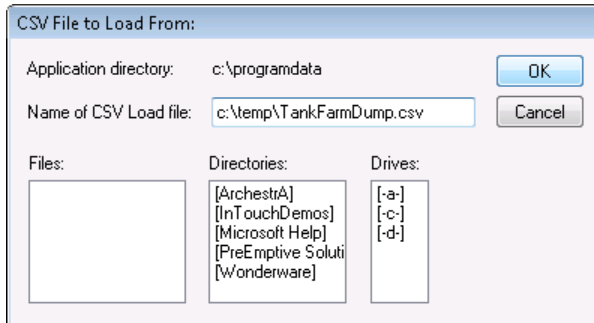 CSV File to Load From:
Application directory: c:\programdata OK
Name of CSV Load file: c:\temp\TankFarmDump.csv Cancel
Files: Directories: Drives:
[ArchestrA] [-a-]
[InTouchDemos] [-c-]
[Microsoft Help] [-d-]
[PreEmptive Soluti
[Wonderware]